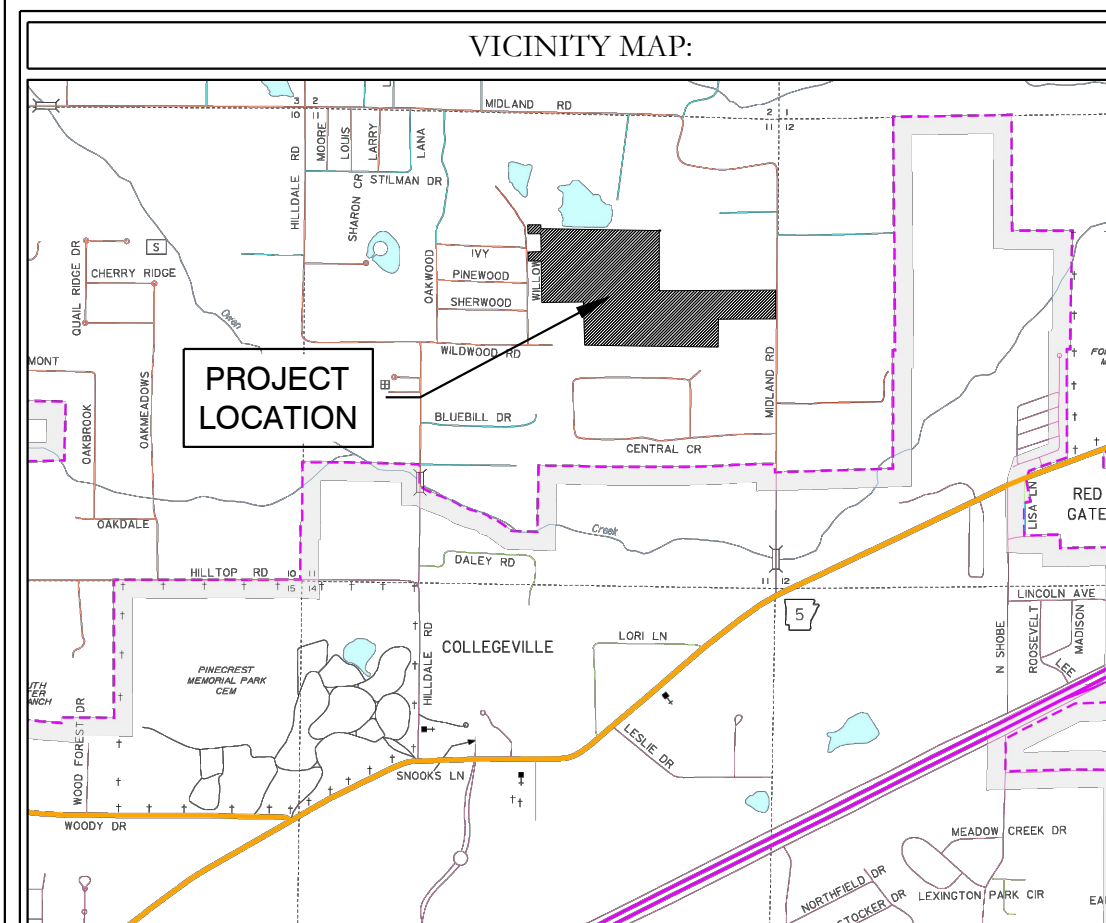 VICINITY MAP:
MIDLAND RD
3 2
10 11
2 1
11 12
HILLDALE RD
MOORE
LOUIS
LARRY
LANA
STILMAN DR
SHARON CR
QUAIL RIDGE DR
S
CHERRY RIDGE
OAKWOOD
IVY
PINEWOOD
SHERWOOD
WILLOW
Owen
WILDWOOD RD
MIDLAND RD
PROJECT
LOCATION
MONT
OAKBROOK
OAKMEADOWS
BLUEBILL DR
CENTRAL CR
OAKDALE
Creek
LISA LN
RED
GATE
DALEY RD
HILLTOP RD
10 11
15 14
11 12
5
LINCOLN AVE
N SHOBE
ROOSEVELT
MADISON
LEE
HILLDALE RD
COLLEGEVILLE
LORI LN
PINECREST
MEMORIAL PARK
CEM
UTH
TER
ANCH
WOOD FOREST DR
LESLIE DR
SNOOKS LN
WOODY DR
MEADOW CREEK DR
NORTHFIELD DR
STOCKER DR
LEXINGTON PARK CIR
EA